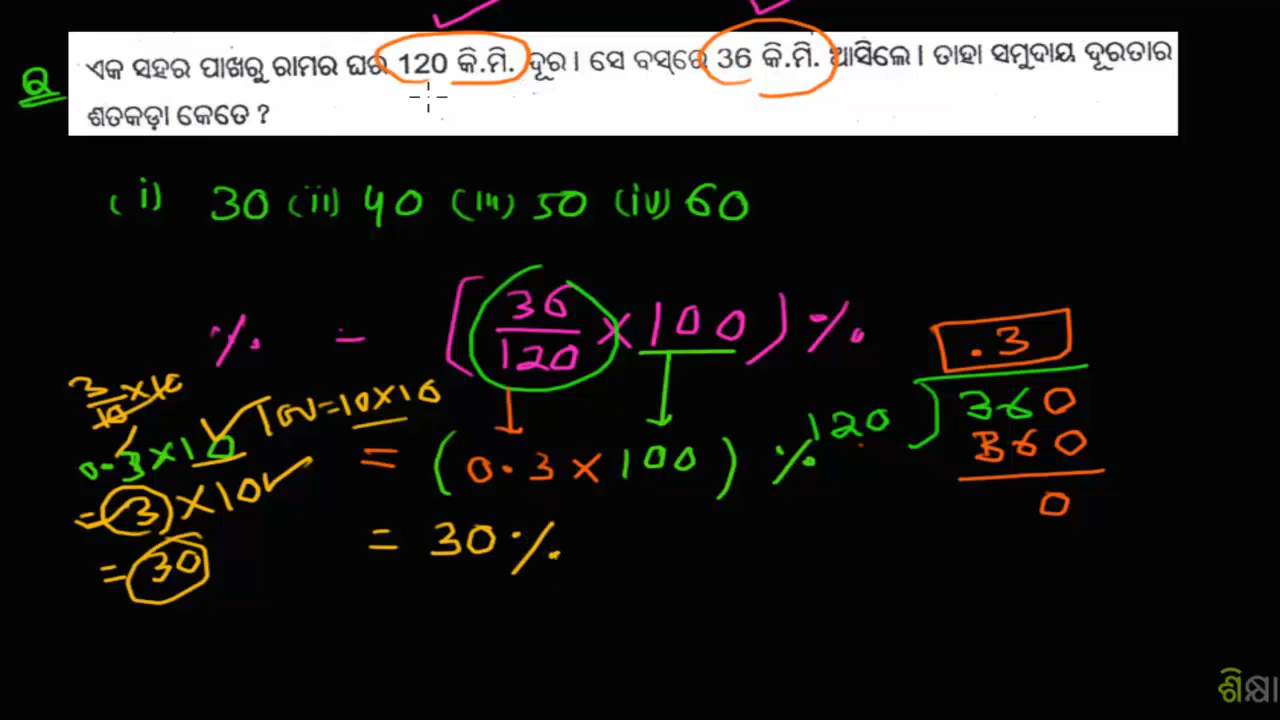 ର ଏକ ସହର ପାଖରୁ ରାମର ଘର 120 କି.ମି. ଦୂର। ସେ ବସ୍‌ରେ 36 କି.ମି. ଆସିଲେ। ତାହା ସମୁଦାୟ ଦୂରତାର
ଶତକଡ଼ା କେତେ ?
(i) 30 (ii) 40 (iii) 50 (iv) 60
% = [36/120 × 100) %
.3
120 ) 360
360
0
3/10 × 10
0.3 × 10
100 = 10 × 10
= (0.3 × 100) %
= 3 × 10
= 30
= 30 %
ଶିକ୍ଷା